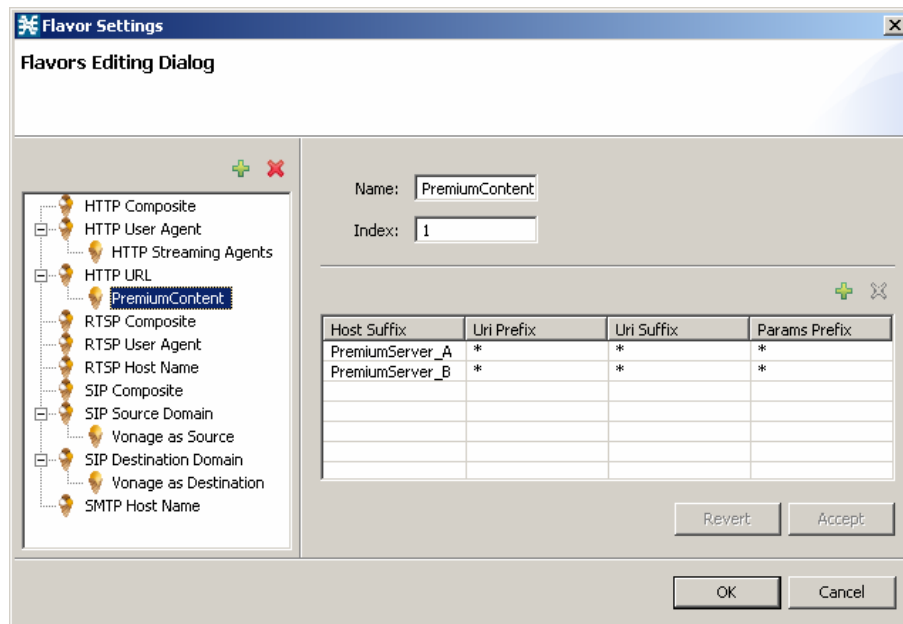 Flavor Settings
Flavors Editing Dialog
HTTP Composite
HTTP User Agent
HTTP Streaming Agents
HTTP URL
PremiumContent
RTSP Composite
RTSP User Agent
RTSP Host Name
SIP Composite
SIP Source Domain
Vonage as Source
SIP Destination Domain
Vonage as Destination
SMTP Host Name
Name: PremiumContent
Index: 1
Host Suffix Uri Prefix Uri Suffix Params Prefix
PremiumServer_A * * *
PremiumServer_B * * *
Revert Accept
OK Cancel